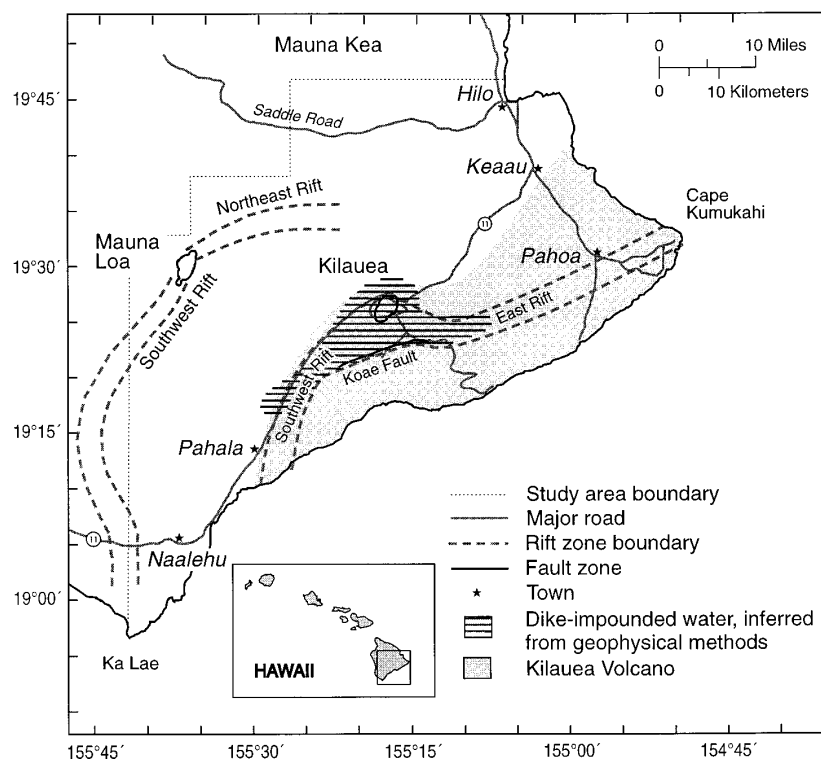 Mauna Kea
0 10 Miles
0 10 Kilometers
19°45´
Hilo
Saddle Road
Keaau
Northeast Rift
Cape
Kumukahi
11
Mauna
Loa
Pahoa
19°30´
Kilauea
East Rift
Southwest Rift
Koae Fault
Southwest Rift
19°15´
Pahala
Study area boundary
Major road
11
Rift zone boundary
Naalehu
Fault zone
Town
19°00´
Dike-impounded water, inferred
from geophysical methods
Ka Lae
HAWAII
Kilauea Volcano
155°45´ 155°30´ 155°15´ 155°00´ 154°45´